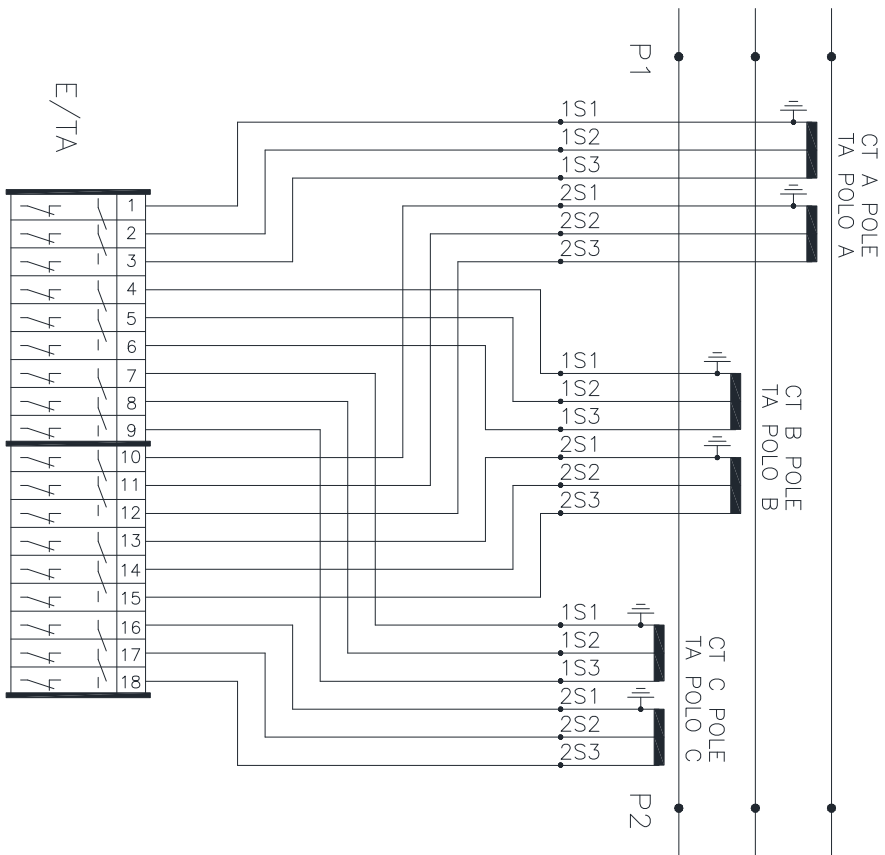 P1
E/TA
1S1
1S2
1S3
2S1
2S2
2S3
CT A POLE
TA POLO A
1
2
3
4
5
6
7
8
9
10
11
12
13
14
15
16
17
18
1S1
1S2
1S3
2S1
2S2
2S3
CT B POLE
TA POLO B
1S1
1S2
1S3
2S1
2S2
2S3
CT C POLE
TA POLO C
P2